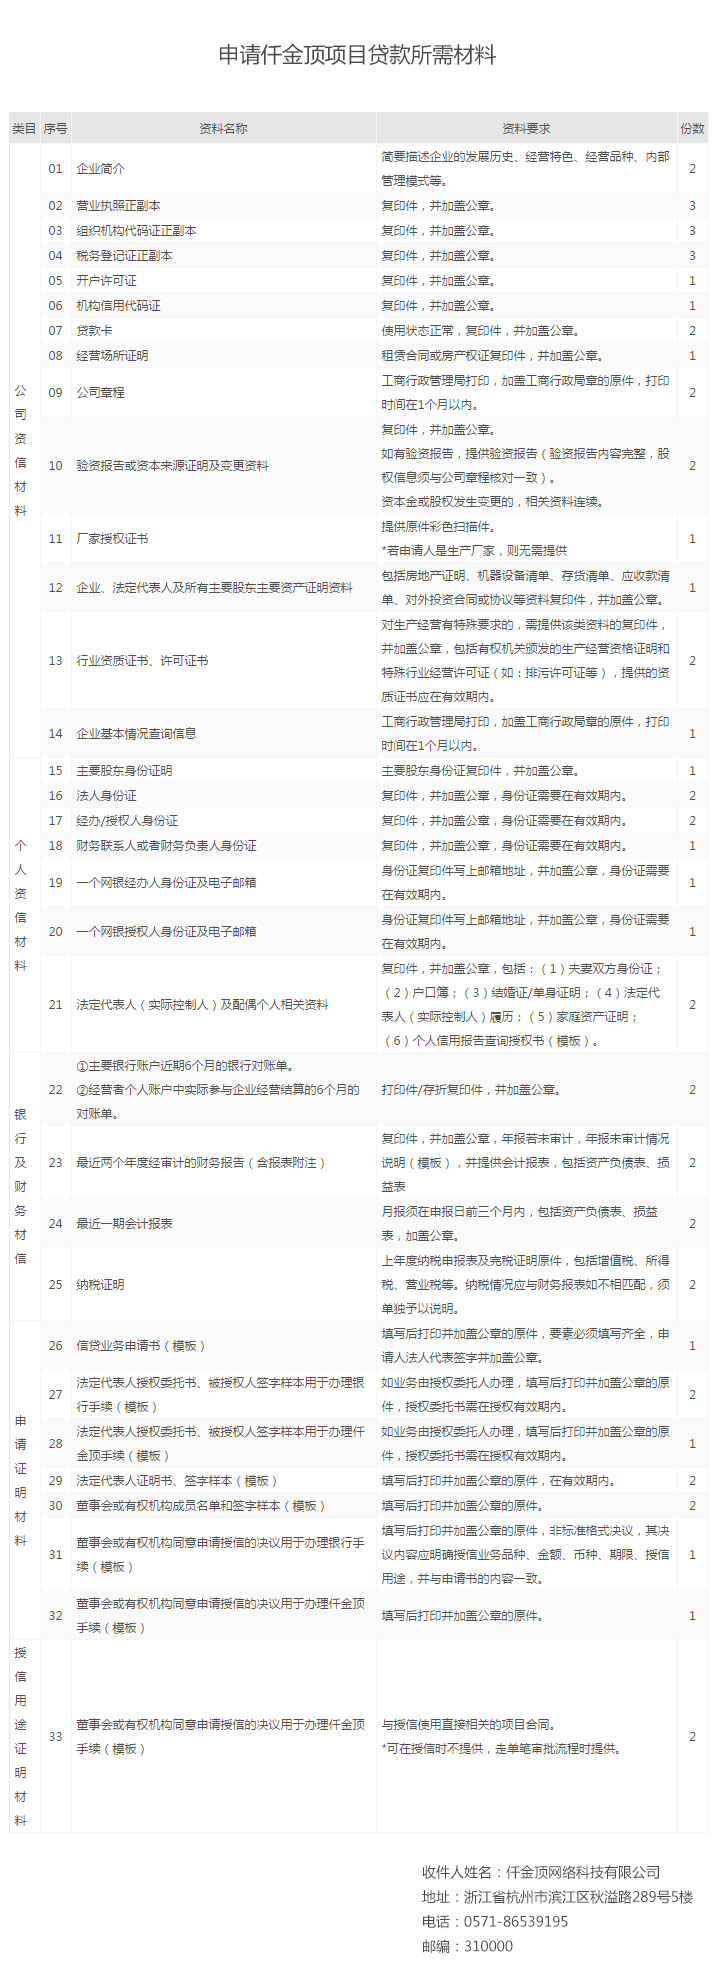 申请仟金顶项目贷款所需材料
类目 序号 资料名称 资料要求 份数
公司资信材料
01 企业简介 简要描述企业的发展历史、经营特色、经营品种、内部
管理模式等。 2
02 营业执照正副本 复印件，并加盖公章。 3
03 组织机构代码证正副本 复印件，并加盖公章。 3
04 税务登记证正副本 复印件，并加盖公章。 3
05 开户许可证 复印件，并加盖公章。 1
06 机构信用代码证 复印件，并加盖公章。 1
07 贷款卡 使用状态正常，复印件，并加盖公章。 2
08 经营场所证明 租赁合同或房产权证复印件，并加盖公章。 1
09 公司章程 工商行政管理局打印，加盖工商行政局章的原件，打印
时间在1个月以内。 2
10 验资报告或资本来源证明及变更资料 复印件，并加盖公章。
如有验资报告，提供验资报告（验资报告内容完整，股
权信息须与公司章程核对一致）。
资本金或股权发生变更的，相关资料连续。 2
11 厂家授权证书 提供原件彩色扫描件。
*若申请人是生产厂家，则无需提供 1
12 企业、法定代表人及所有主要股东主要资产证明资料 包括房地产证明、机器设备清单、存货清单、应收款清
单、对外投资合同或协议等资料复印件，并加盖公章。 1
13 行业资质证书、许可证书 对生产经营有特殊要求的，需提供该类资料的复印件，
并加盖公章，包括有权机关颁发的生产经营资格证明和
特殊行业经营许可证（如：排污许可证等），提供的资
质证书应在有效期内。 2
14 企业基本情况查询信息 工商行政管理局打印，加盖工商行政局章的原件，打印
时间在1个月以内。 1
个人资信材料
15 主要股东身份证明 主要股东身份证复印件，并加盖公章。 1
16 法人身份证 复印件，并加盖公章，身份证需要在有效期内。 2
17 经办/授权人身份证 复印件，并加盖公章，身份证需要在有效期内。 2
18 财务联系人或者财务负责人身份证 复印件，并加盖公章，身份证需要在有效期内。 1
19 一个网银经办人身份证及电子邮箱 身份证复印件写上邮箱地址，并加盖公章，身份证需要
在有效期内。 1
20 一个网银授权人身份证及电子邮箱 身份证复印件写上邮箱地址，并加盖公章，身份证需要
在有效期内。 1
21 法定代表人（实际控制人）及配偶个人相关资料 复印件，并加盖公章，包括：（1）夫妻双方身份证；
（2）户口簿；（3）结婚证/单身证明；（4）法定代
表人（实际控制人）履历；（5）家庭资产证明；
（6）个人信用报告查询授权书（模板）。 2
银行及财务材信
22 ①主要银行账户近期6个月的银行对账单。
②经营者个人账户中实际参与企业经营结算的6个月的
对账单。 打印件/存折复印件，并加盖公章。 2
23 最近两个年度经审计的财务报告（含报表附注） 复印件，并加盖公章，年报若未审计，年报未审计情况
说明（模板），并提供会计报表，包括资产负债表、损
益表 2
24 最近一期会计报表 月报须在申报日前三个月内，包括资产负债表、损益
表，加盖公章。 2
25 纳税证明 上年度纳税申报表及完税证明原件，包括增值税、所得
税、营业税等。纳税情况应与财务报表如不相匹配，须
单独予以说明。 2
申请证明材料
26 信贷业务申请书（模板） 填写后打印并加盖公章的原件，要素必须填写齐全，申
请人法人代表签字并加盖公章。 1
27 法定代表人授权委托书、被授权人签字样本用于办理银
行手续（模板） 如业务由授权委托人办理，填写后打印并加盖公章的原
件，授权委托书需在授权有效期内。 2
28 法定代表人授权委托书、被授权人签字样本用于办理仟
金顶手续（模板） 如业务由授权委托人办理，填写后打印并加盖公章的原
件，授权委托书需在授权有效期内。 1
29 法定代表人证明书、签字样本（模板） 填写后打印并加盖公章的原件，在有效期内。 2
30 董事会或有权机构成员名单和签字样本（模板） 填写后打印并加盖公章的原件。 2
31 董事会或有权机构同意申请授信的决议用于办理银行手
续（模板） 填写后打印并加盖公章的原件，非标准格式决议，其决
议内容应明确授信业务品种、金额、币种、期限、授信
用途，并与申请书的内容一致。 1
32 董事会或有权机构同意申请授信的决议用于办理仟金顶
手续（模板） 填写后打印并加盖公章的原件。 1
授信用途证明材料
33 董事会或有权机构同意申请授信的决议用于办理仟金顶
手续（模板） 与授信使用直接相关的项目合同。
*可在授信时不提供，走单笔审批流程时提供。 2
收件人姓名：仟金顶网络科技有限公司
地址：浙江省杭州市滨江区秋溢路289号5楼
电话：0571-86539195
邮编：310000